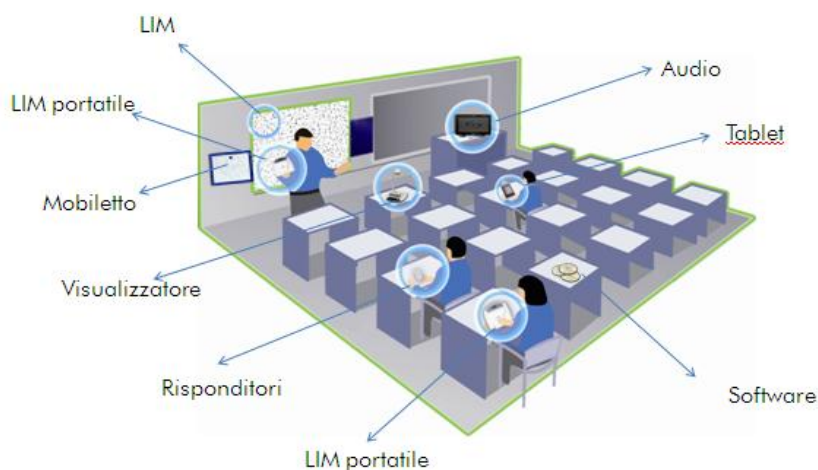 LIM
Audio
LIM portatile
Tablet
Mobiletto
Visualizzatore
Risponditori
Software
LIM portatile